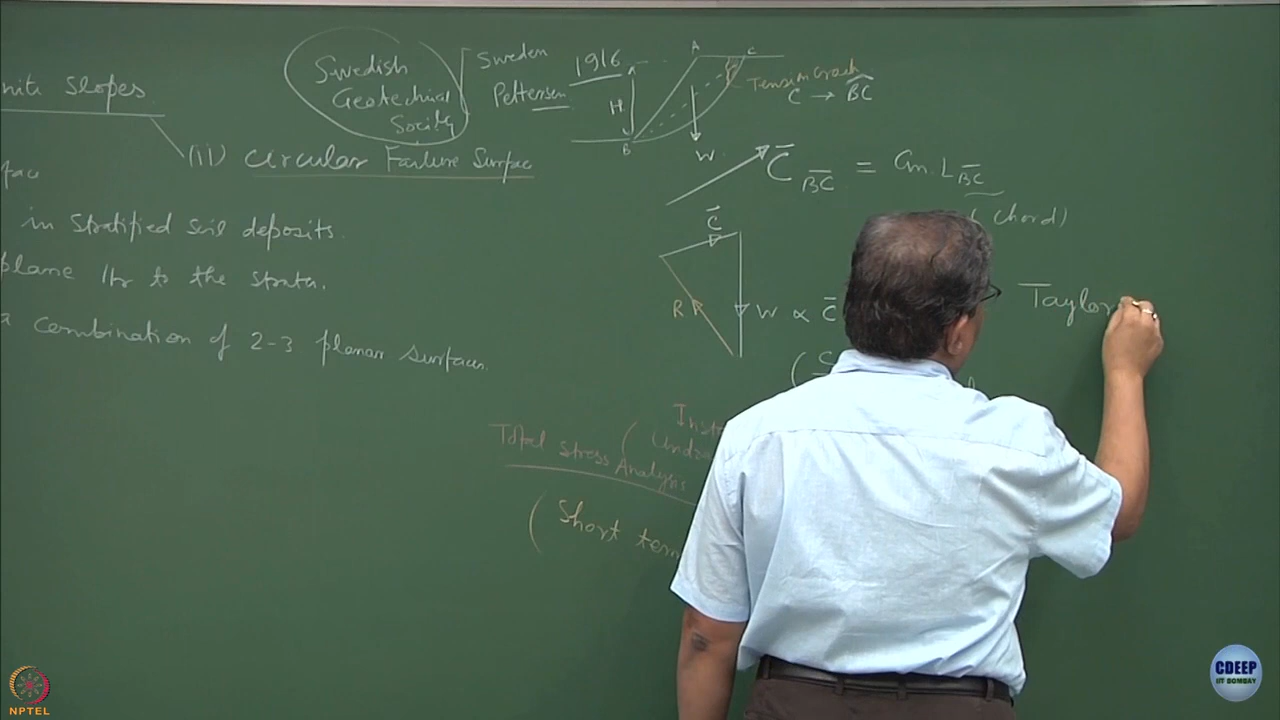 nite Slopes.
in stratified soil deposits.
plane llr to the strata.
a combination of 2-3 planar surfaces.
Swedish
Geotechnical
Society
Sweden
Pettersen
1916
(ii) Circular Failure Surfac
A
H
B
A
C
W
Tension Crack
C → BC
C̄ BC = Cm. L BC
(chord)
C
R
W ∝ C̄
Taylor
Total stress Analysis
(Short term
NPTEL
CDEEP
IIT BOMBAY